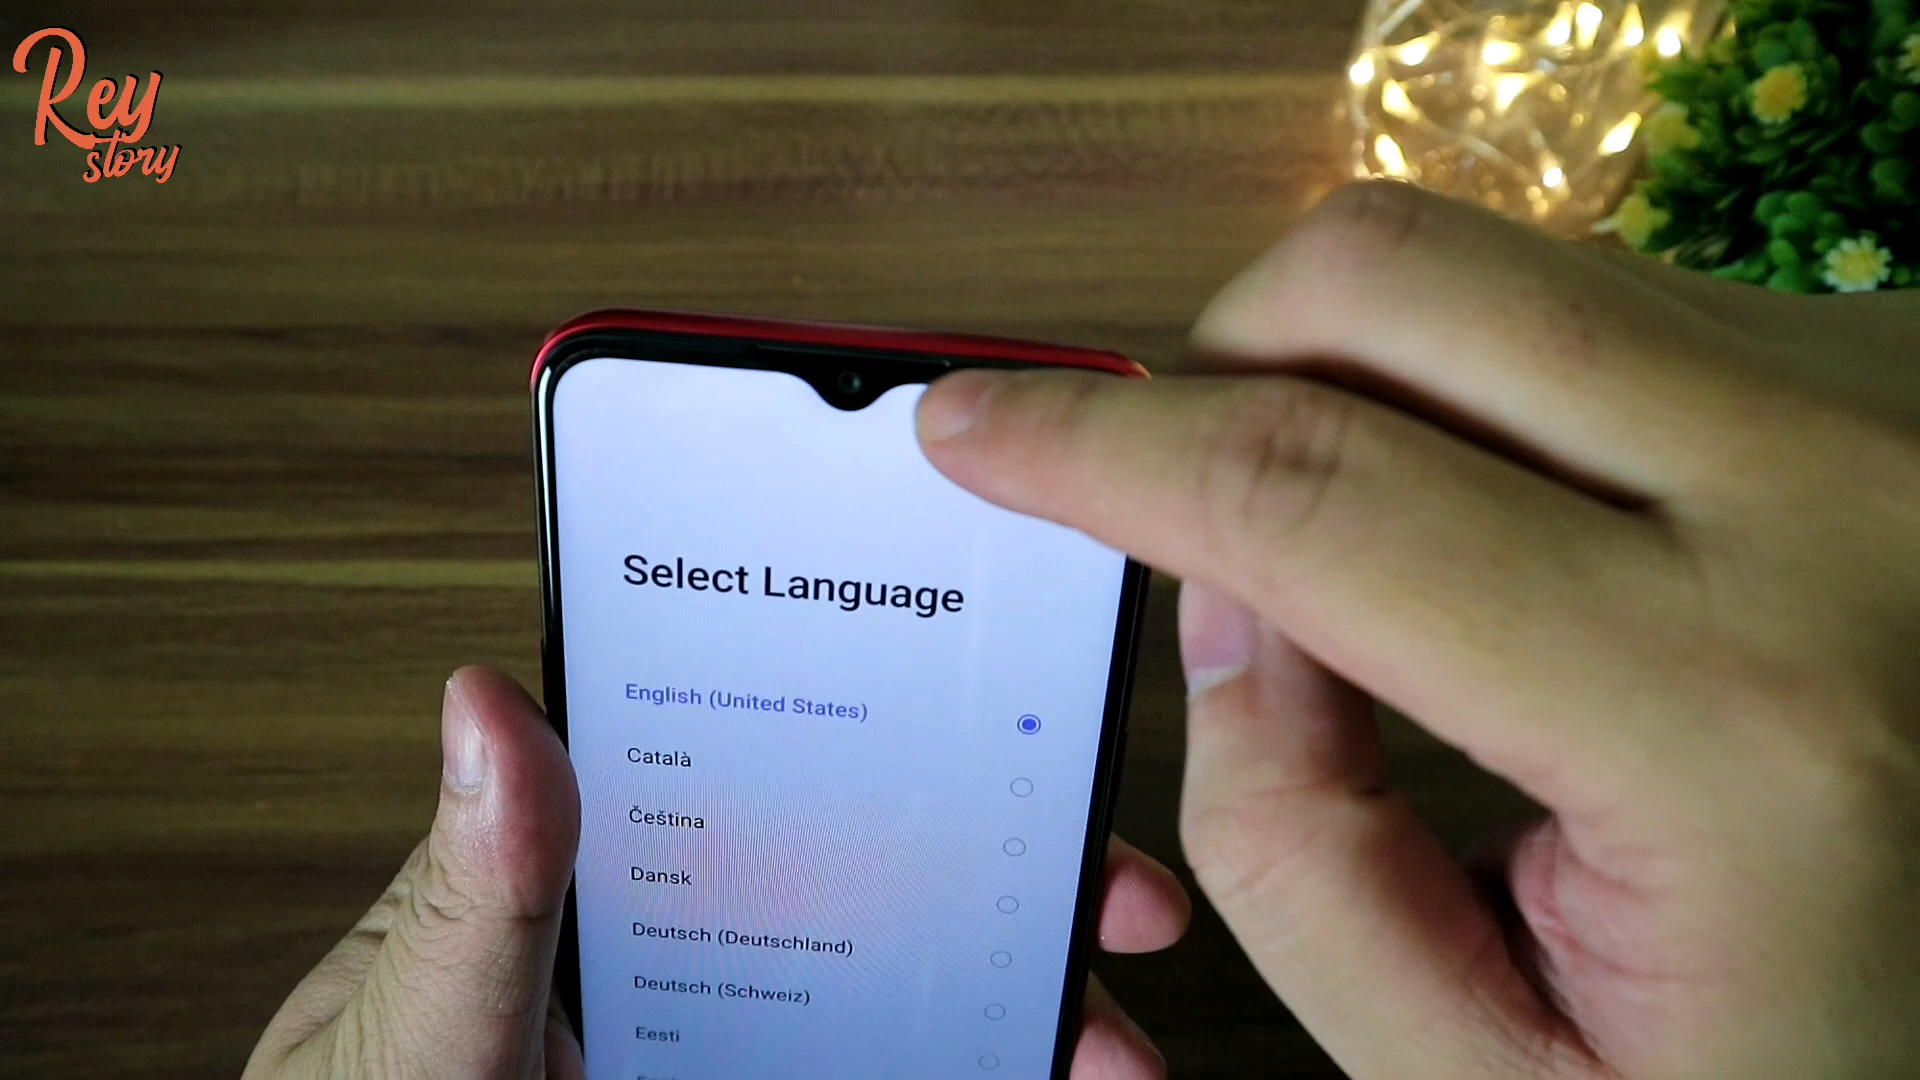 Rey
story
Select Language
English (United States)
Català
Čeština
Dansk
Deutsch (Deutschland)
Deutsch (Schweiz)
Eesti